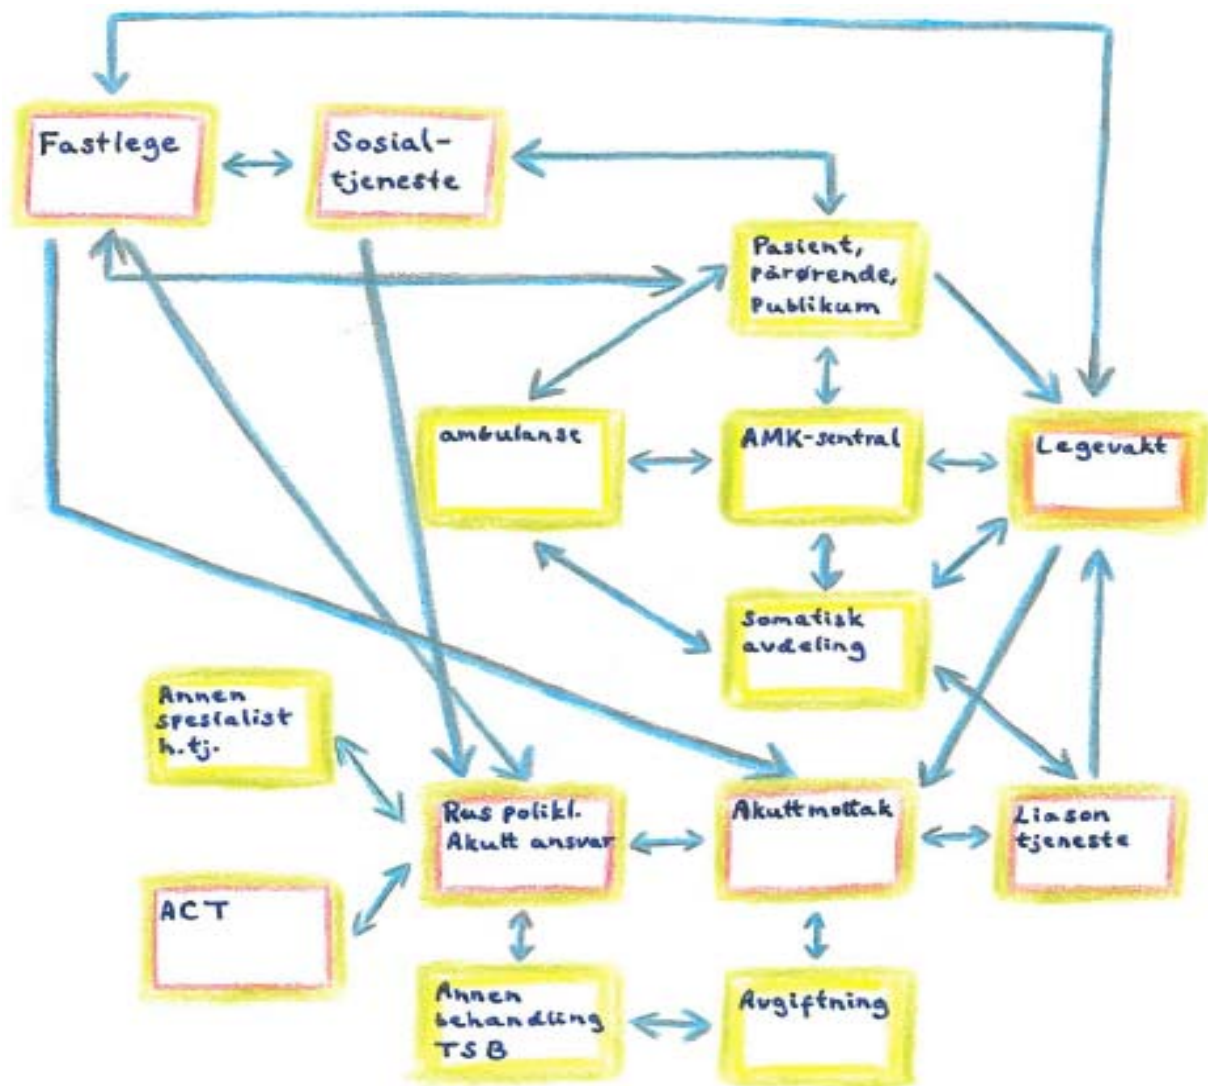 Fastlege
Sosial-
tjeneste
Pasient,
pårørende,
Publikum
ambulanse
AMK-sentral
Legevakt
Somatisk
avdeling
Annen
spesialist
h.tj.
Rus polikl.
Akutt ansvar
Akuttmottak
Liason
tjeneste
ACT
Annen
behandling
TSB
Avgiftning